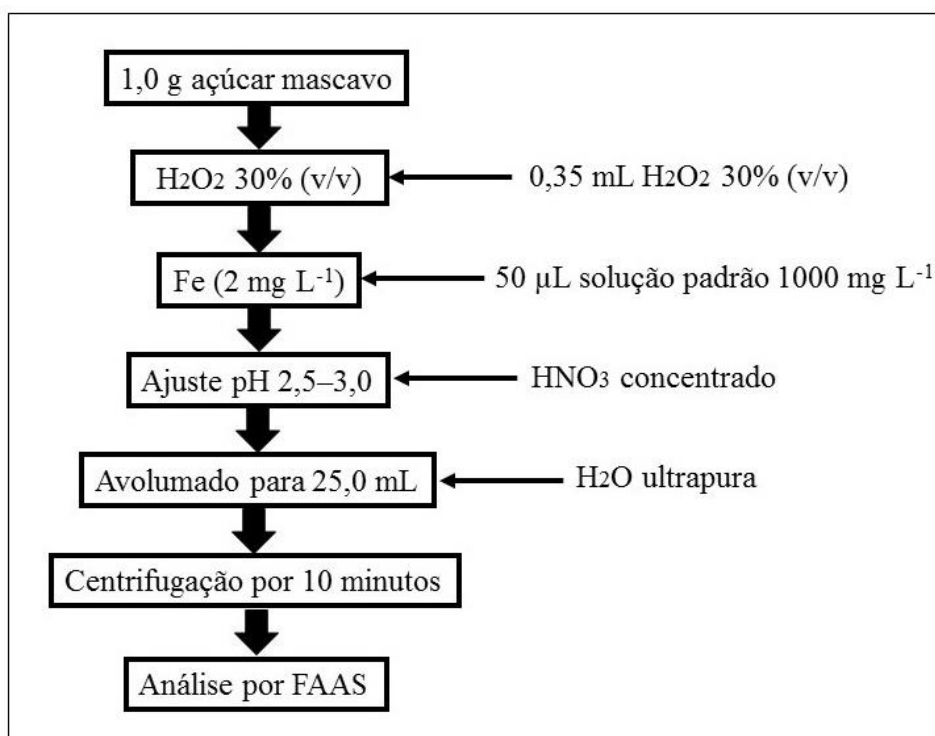 1,0 g açúcar mascavo
H2O2 30% (v/v)
0,35 mL H2O2 30% (v/v)
Fe (2 mg L-1)
50 µL solução padrão 1000 mg L-1
Ajuste pH 2,5–3,0
HNO3 concentrado
Avolumado para 25,0 mL
H2O ultrapura
Centrifugação por 10 minutos
Análise por FAAS